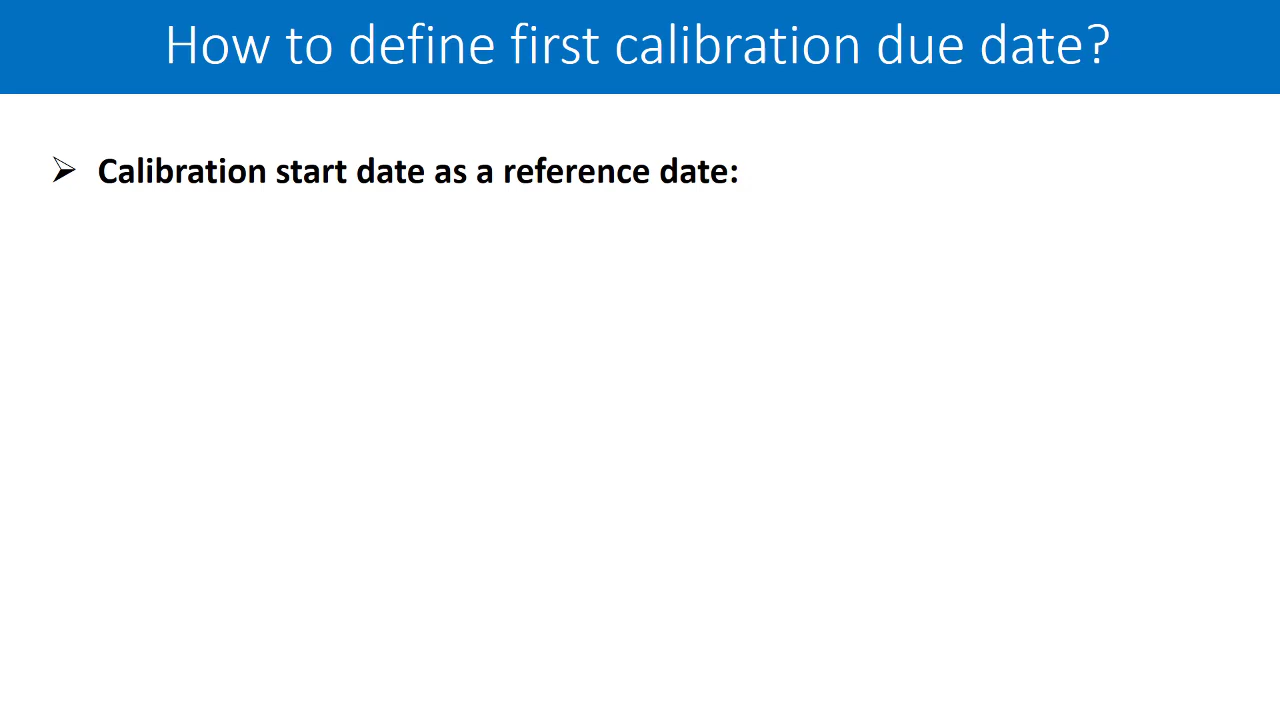 How to define first calibration due date?
➢ Calibration start date as a reference date: